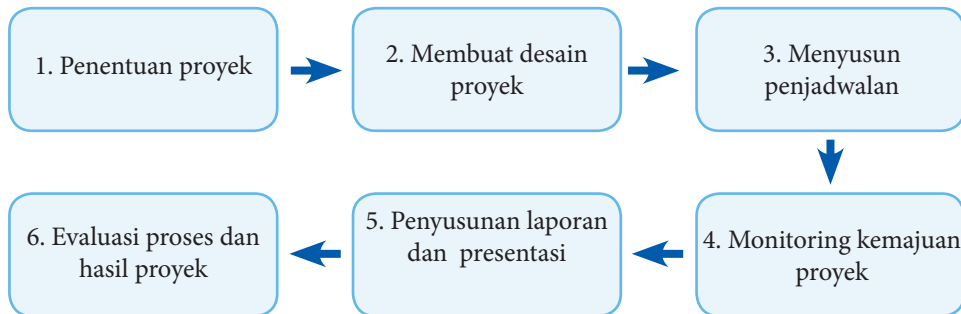 1. Penentuan proyek
2. Membuat desain
proyek
3. Menyusun
penjadwalan
4. Monitoring kemajuan
proyek
5. Penyusunan laporan
dan presentasi
6. Evaluasi proses dan
hasil proyek